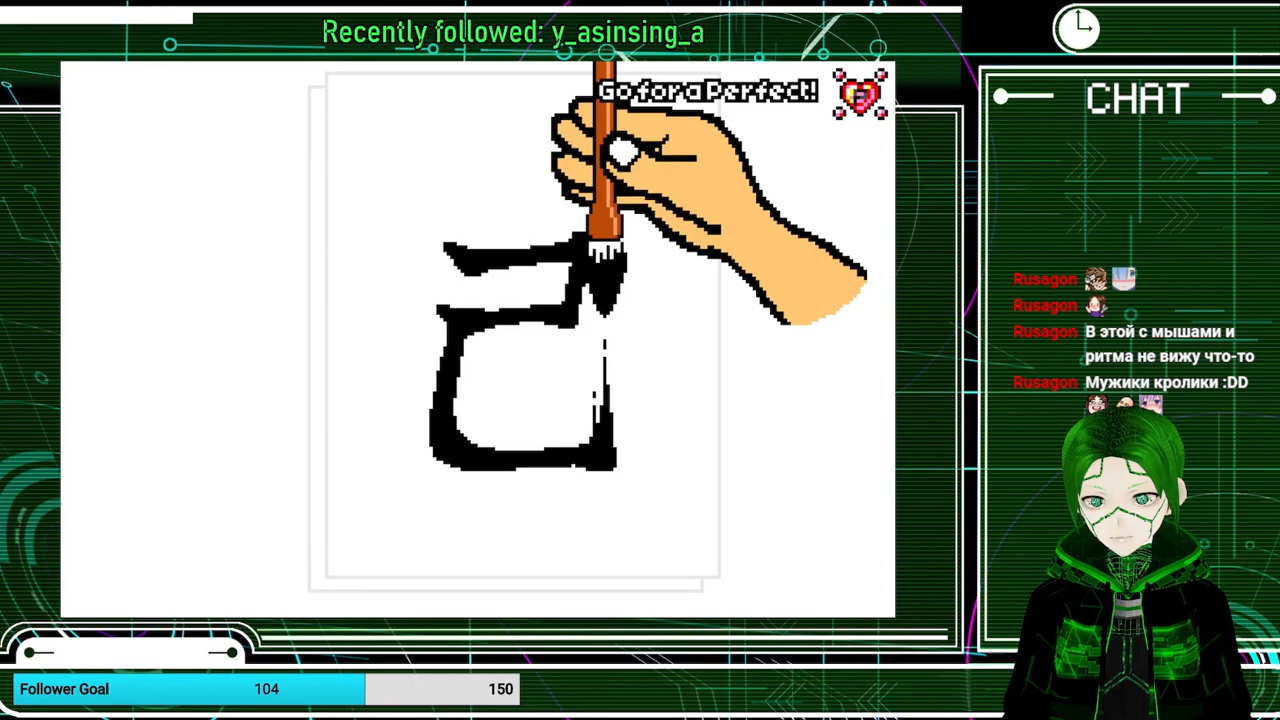 Recently followed: y_asinsing_a
Go for a Perfect!
CHAT
Rusagon
Rusagon
Rusagon В этой с мышами и
ритма не вижу что-то
Rusagon Мужики кролики :DD
Follower Goal 104 150